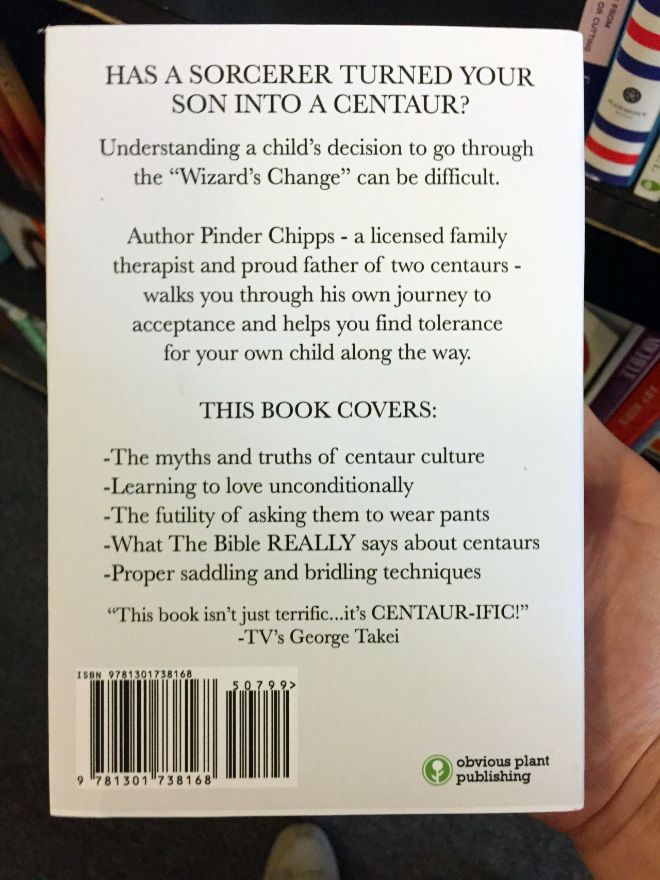 HAS A SORCERER TURNED YOUR
SON INTO A CENTAUR?
Understanding a child's decision to go through
the “Wizard's Change” can be difficult.
Author Pinder Chipps - a licensed family
therapist and proud father of two centaurs -
walks you through his own journey to
acceptance and helps you find tolerance
for your own child along the way.
THIS BOOK COVERS:
-The myths and truths of centaur culture
-Learning to love unconditionally
-The futility of asking them to wear pants
-What The Bible REALLY says about centaurs
-Proper saddling and bridling techniques
“This book isn't just terrific...it's CENTAUR-IFIC!”
-TV's George Takei
ISBN 9781301738168
50799>
9 781301 738168
obvious plant
publishing
FROM
OR CUTTING
HARMONY